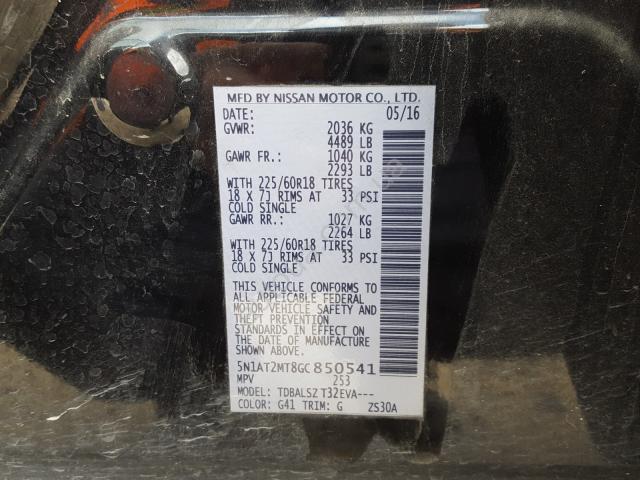 MFD BY NISSAN MOTOR CO., LTD.
DATE: 05/16
GVWR: 2036 KG
4489 LB
GAWR FR.: 1040 KG
2293 LB
WITH 225/60R18 TIRES
18 X 7J RIMS AT 33 PSI
COLD SINGLE
GAWR RR.: 1027 KG
2264 LB
WITH 225/60R18 TIRES
18 X 7J RIMS AT 33 PSI
COLD SINGLE
THIS VEHICLE CONFORMS TO
ALL APPLICABLE FEDERAL
MOTOR VEHICLE SAFETY AND
THEFT PREVENTION
STANDARDS IN EFFECT ON
THE DATE OF MANUFACTURE
SHOWN ABOVE.
5N1AT2MT8GC850541
MPV 253
MODEL: TDBALSZ T32EVA---
COLOR: G41 TRIM: G ZS30A